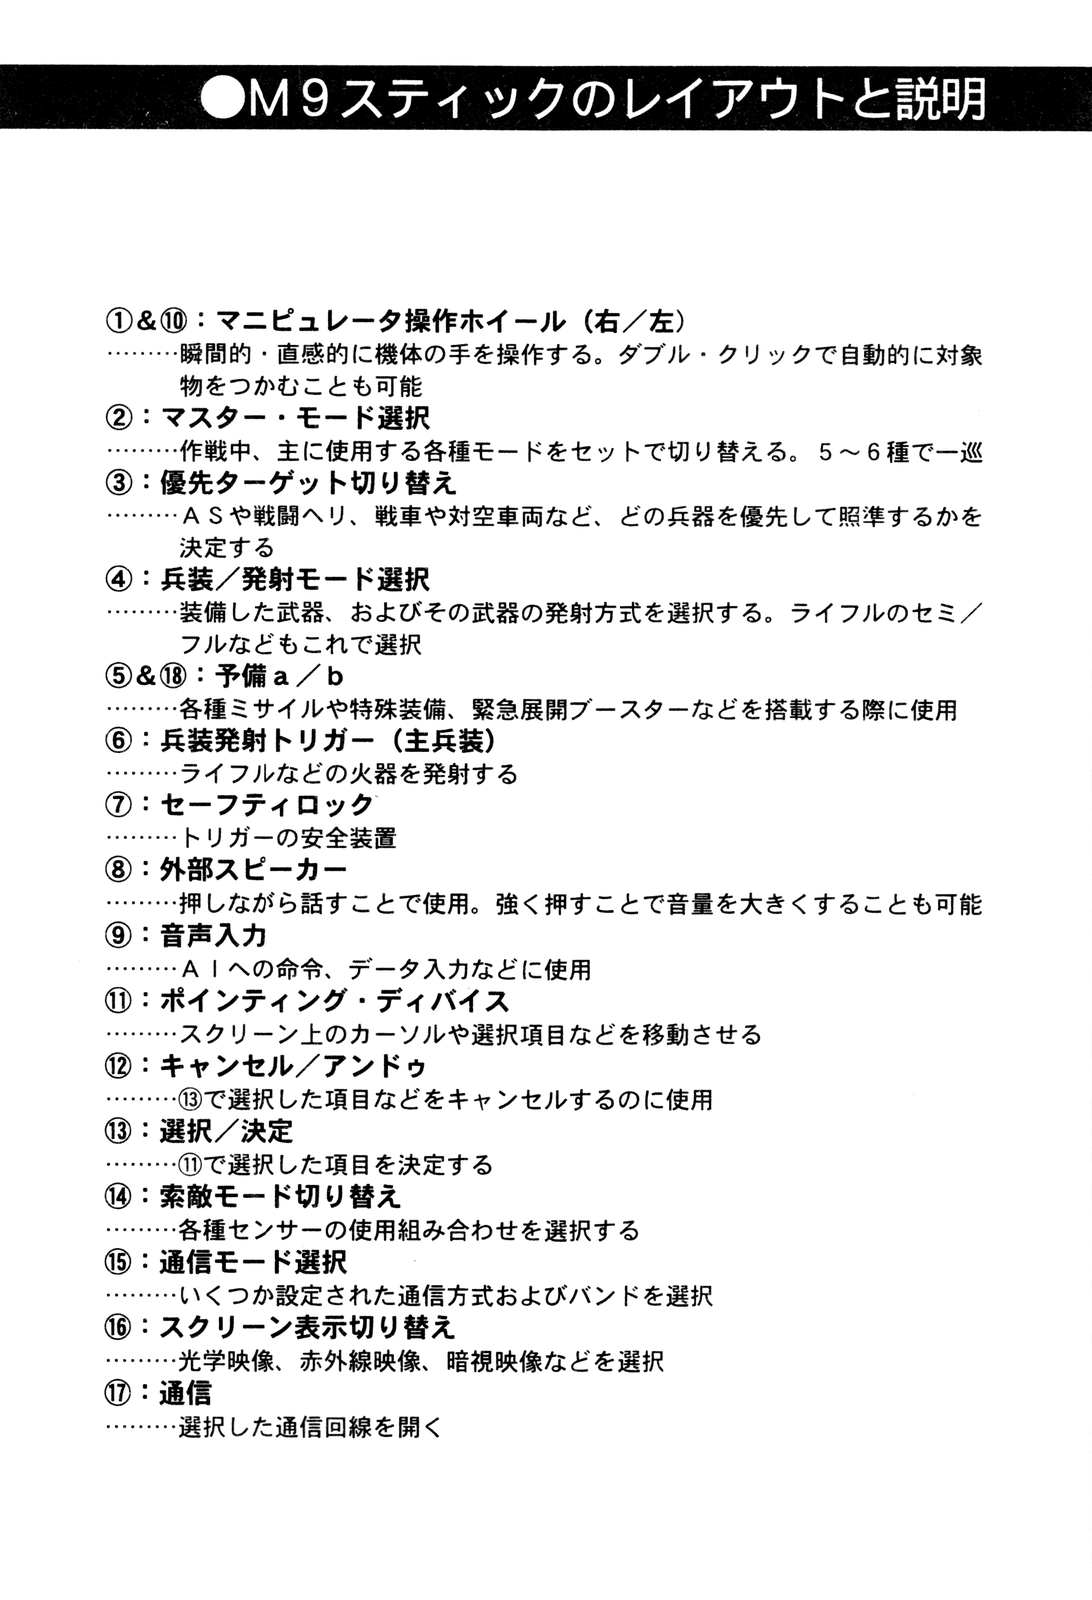 ●M9スティックのレイアウトと説明
①&⑩：マニピュレータ操作ホイール（右／左）
………瞬間的・直感的に機体の手を操作する。ダブル・クリックで自動的に対象
物をつかむことも可能
②：マスター・モード選択
………作戦中、主に使用する各種モードをセットで切り替える。5～6種で一巡
③：優先ターゲット切り替え
………ＡＳや戦闘ヘリ、戦車や対空車両など、どの兵器を優先して照準するかを
決定する
④：兵装／発射モード選択
………装備した武器、およびその武器の発射方式を選択する。ライフルのセミ／
フルなどもこれで選択
⑤&⑱：予備ａ／ｂ
………各種ミサイルや特殊装備、緊急展開ブースターなどを搭載する際に使用
⑥：兵装発射トリガー（主兵装）
………ライフルなどの火器を発射する
⑦：セーフティロック
………トリガーの安全装置
⑧：外部スピーカー
………押しながら話すことで使用。強く押すことで音量を大きくすることも可能
⑨：音声入力
………ＡＩへの命令、データ入力などに使用
⑪：ポインティング・ディバイス
………スクリーン上のカーソルや選択項目などを移動させる
⑫：キャンセル／アンドゥ
………⑬で選択した項目などをキャンセルするのに使用
⑬：選択／決定
………⑪で選択した項目を決定する
⑭：索敵モード切り替え
………各種センサーの使用組み合わせを選択する
⑮：通信モード選択
………いくつか設定された通信方式およびバンドを選択
⑯：スクリーン表示切り替え
………光学映像、赤外線映像、暗視映像などを選択
⑰：通信
………選択した通信回線を開く